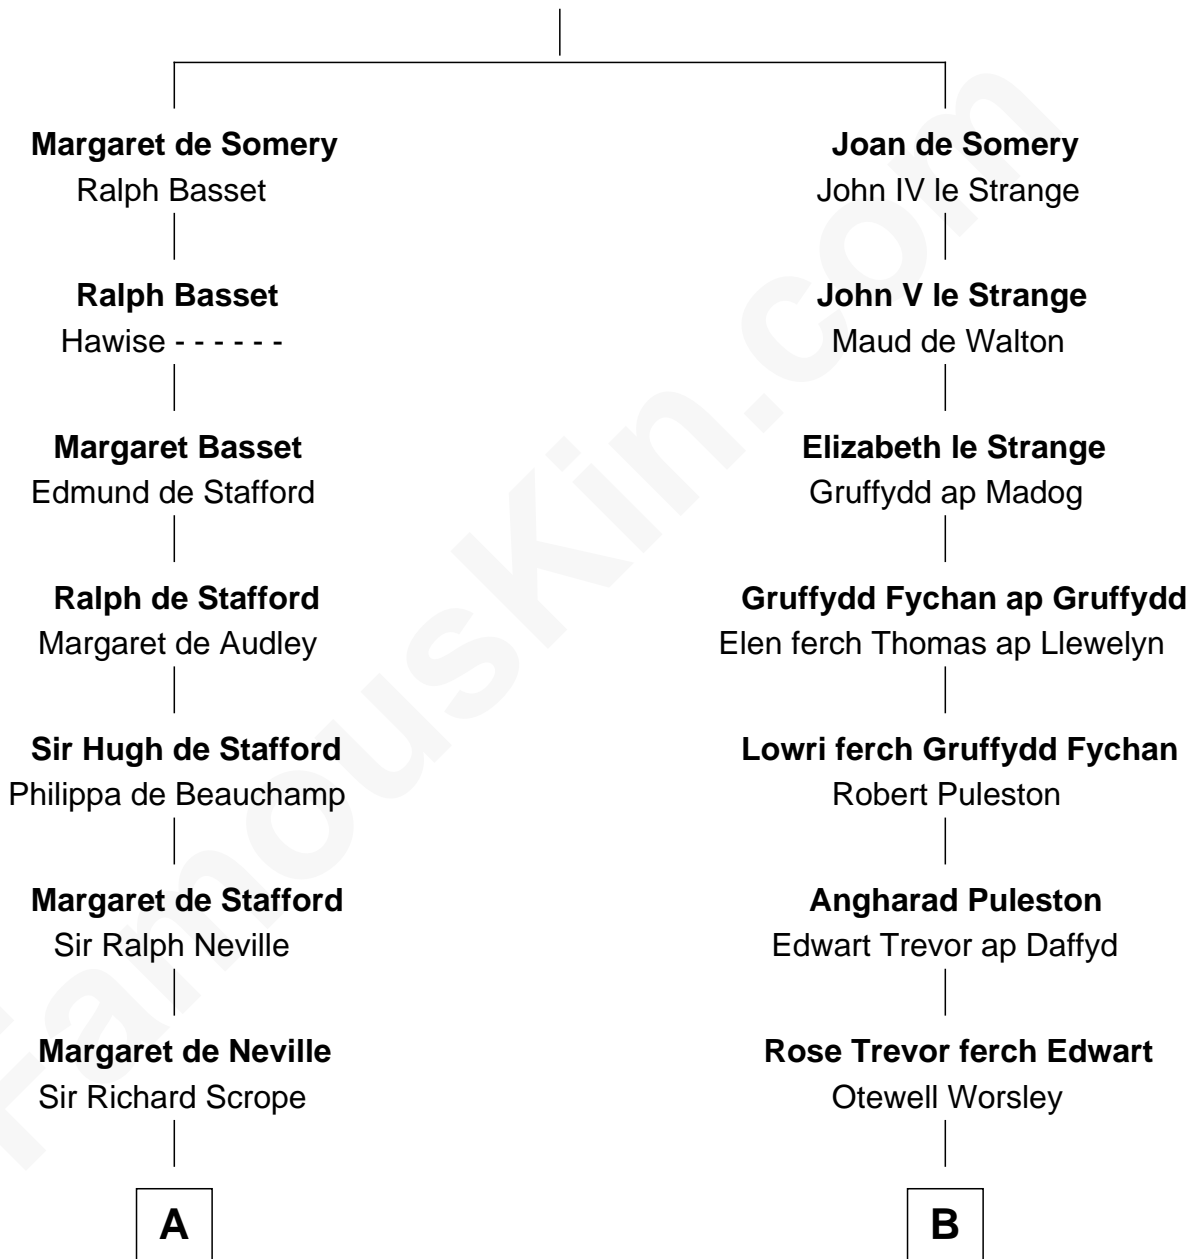 Margaret de Somery
Ralph Basset
Ralph Basset
Hawise - - - - - -
Margaret Basset
Edmund de Stafford
Ralph de Stafford
Margaret de Audley
Sir Hugh de Stafford
Philippa de Beauchamp
Margaret de Stafford
Sir Ralph Neville
Margaret de Neville
Sir Richard Scrope
A
Joan de Somery
John IV le Strange
John V le Strange
Maud de Walton
Elizabeth le Strange
Gruffydd ap Madog
Gruffydd Fychan ap Gruffydd
Elen ferch Thomas ap Llewelyn
Lowri ferch Gruffydd Fychan
Robert Puleston
Angharad Puleston
Edwart Trevor ap Daffyd
Rose Trevor ferch Edwart
Otewell Worsley
B
FamousKin.com